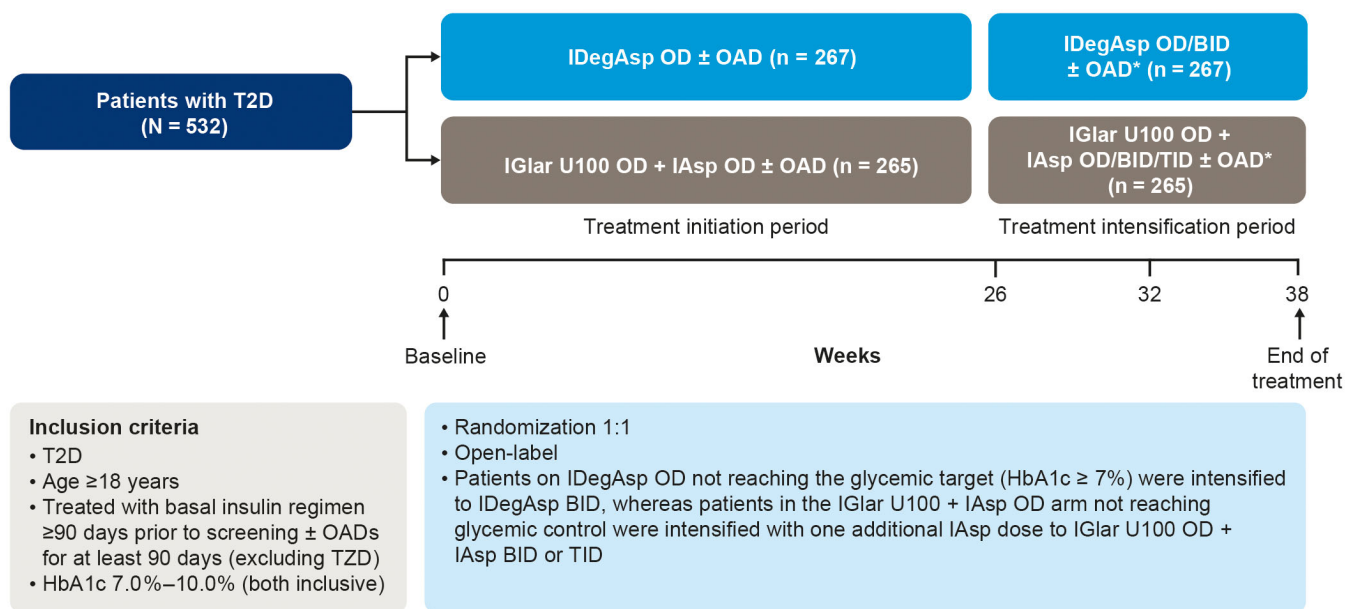 Patients with T2D
(N = 532)
IDegAsp OD ± OAD (n = 267)
IDegAsp OD/BID
± OAD* (n = 267)
IGlar U100 OD + IAsp OD ± OAD (n = 265)
IGlar U100 OD +
IAsp OD/BID/TID ± OAD*
(n = 265)
Treatment initiation period
Treatment intensification period
0
26
32
38
Baseline
Weeks
End of
treatment
Inclusion criteria
• T2D
• Age ≥18 years
• Treated with basal insulin regimen
≥90 days prior to screening ± OADs
for at least 90 days (excluding TZD)
• HbA1c 7.0%–10.0% (both inclusive)
• Randomization 1:1
• Open-label
• Patients on IDegAsp OD not reaching the glycemic target (HbA1c ≥ 7%) were intensified
to IDegAsp BID, whereas patients in the IGlar U100 + IAsp OD arm not reaching
glycemic control were intensified with one additional IAsp dose to IGlar U100 OD +
IAsp BID or TID